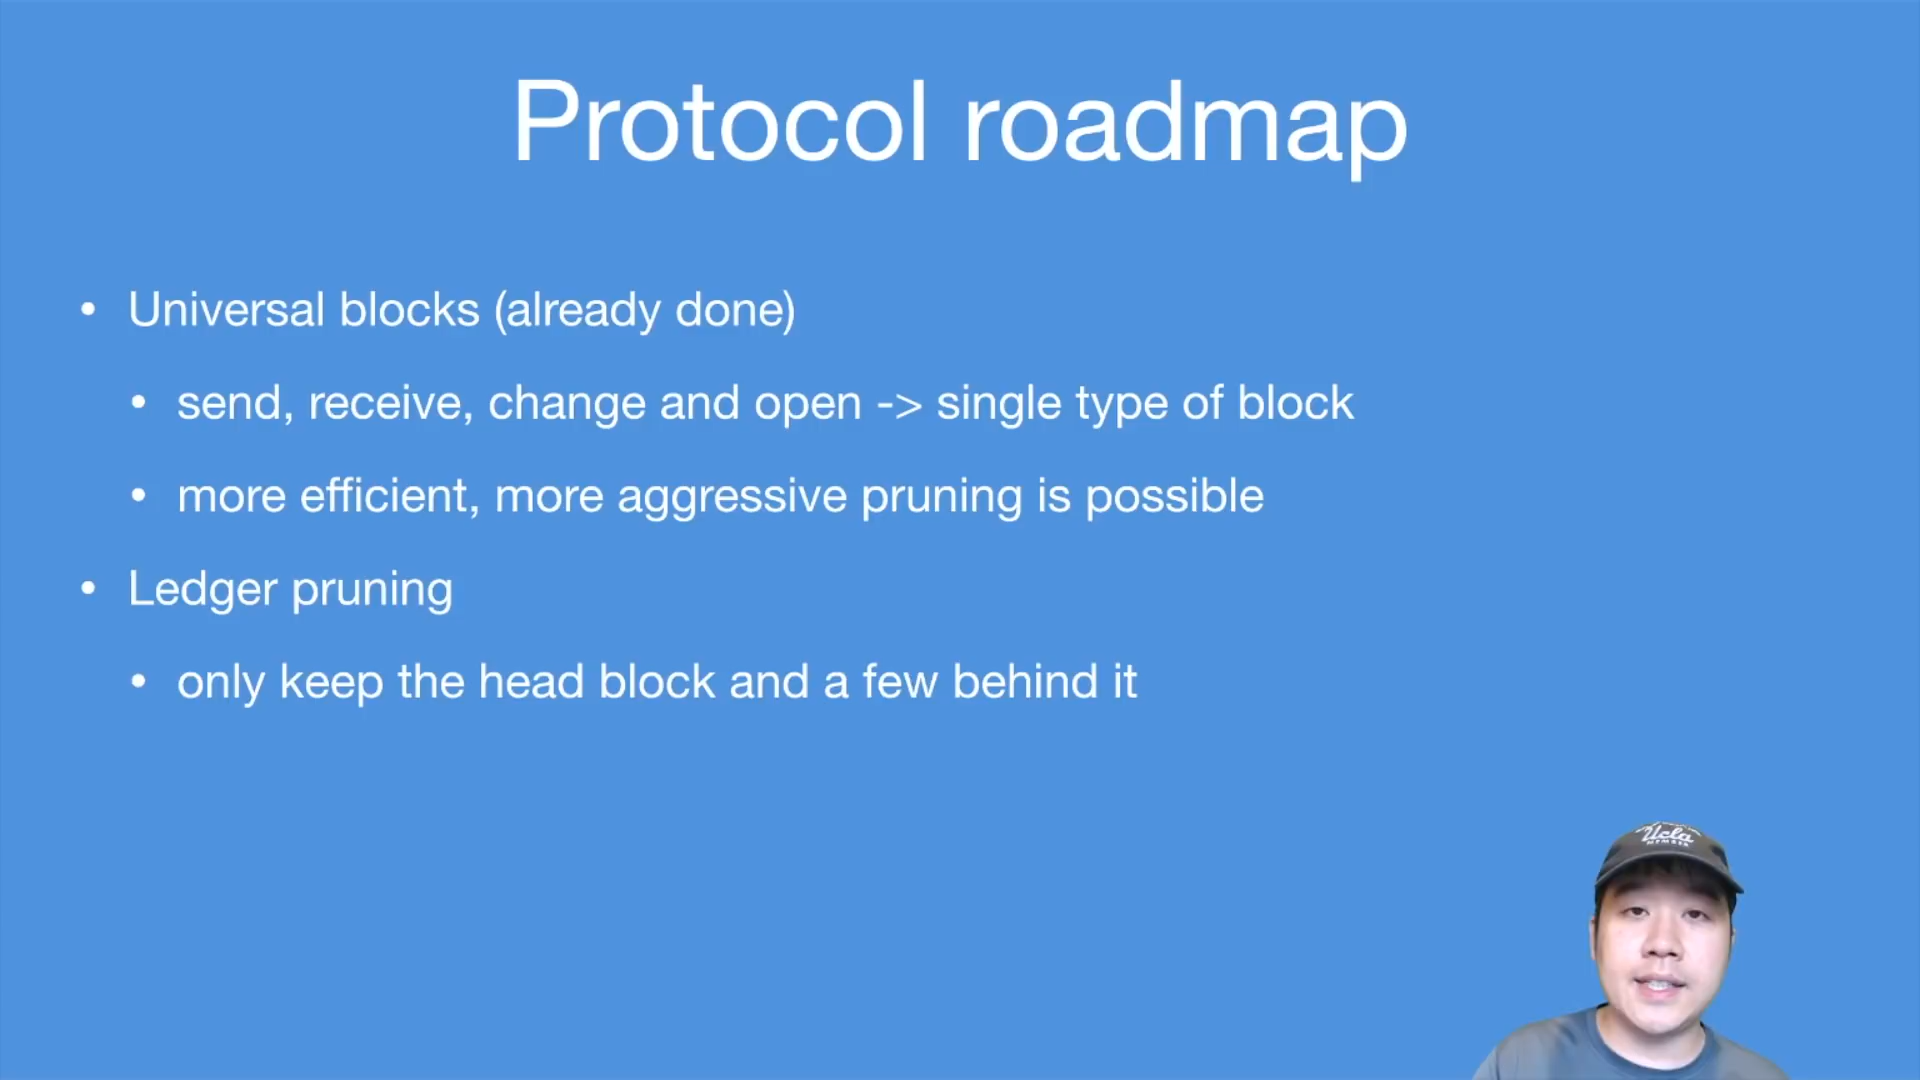 Protocol roadmap
• Universal blocks (already done)
• send, receive, change and open -> single type of block
• more efficient, more aggressive pruning is possible
• Ledger pruning
• only keep the head block and a few behind it
Ucla